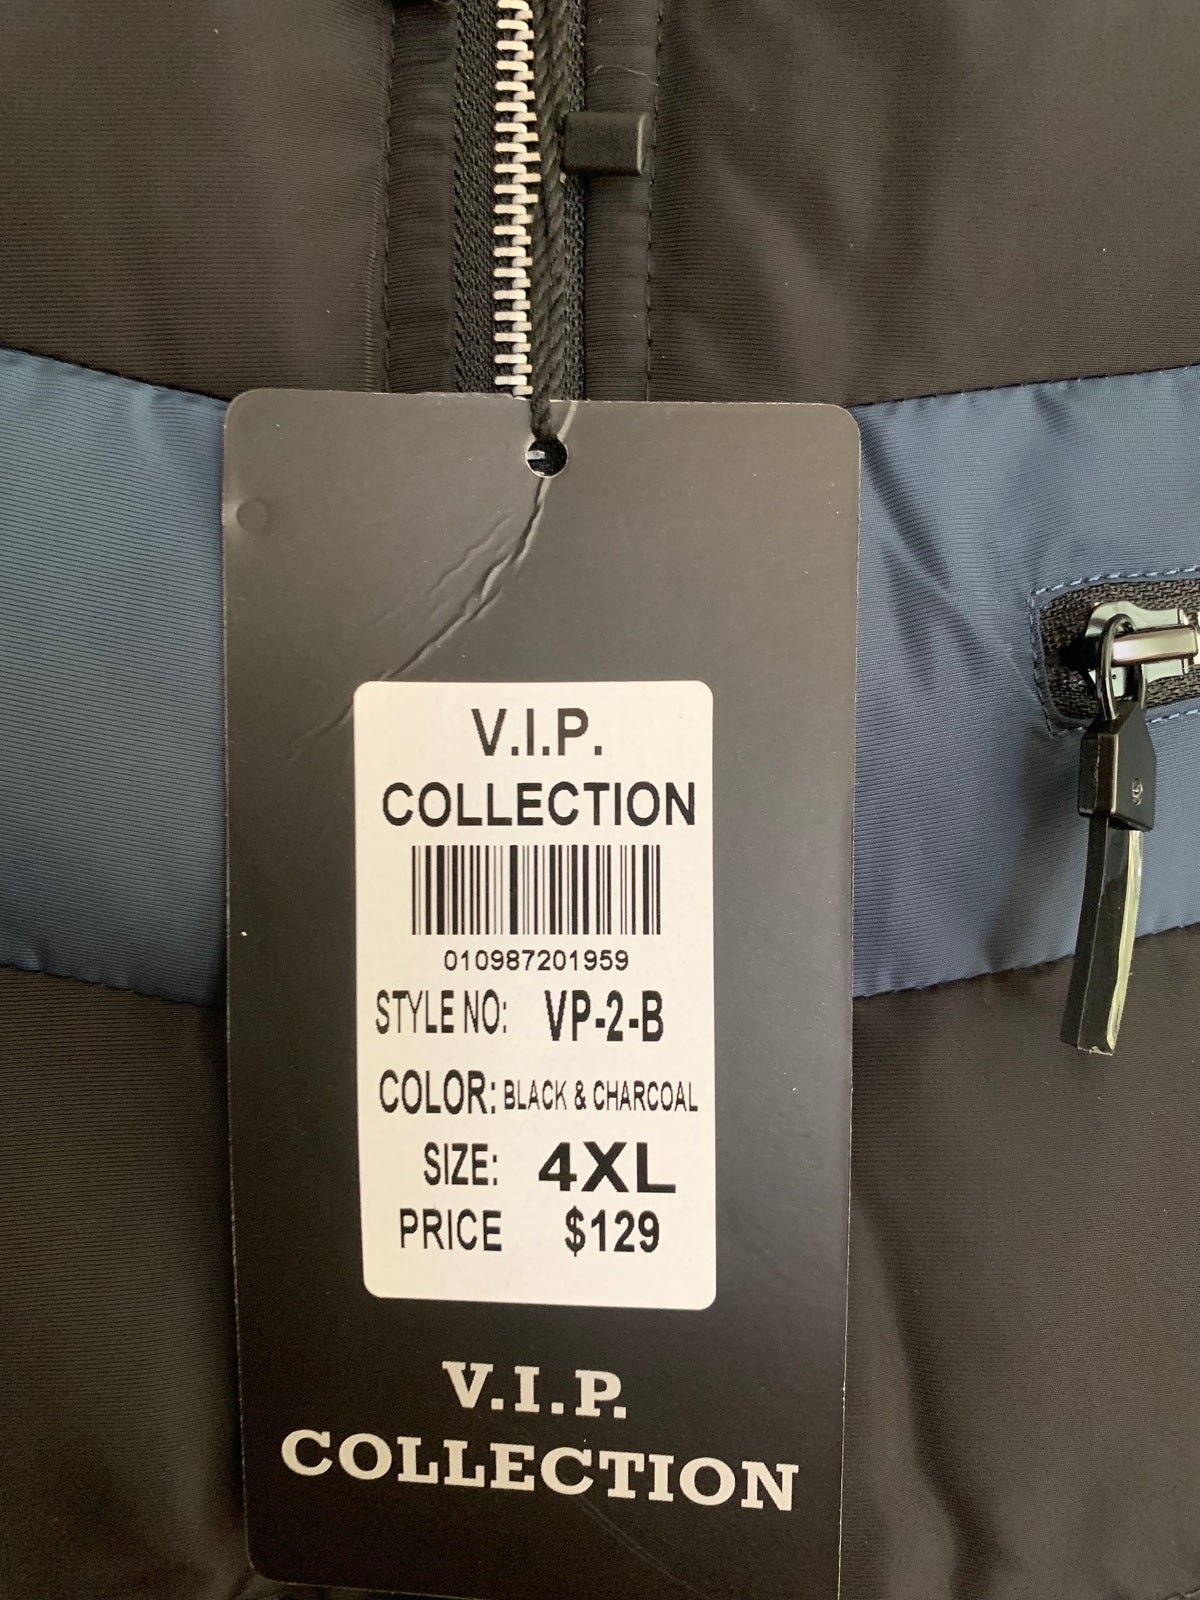 V.I.P.
COLLECTION
010987201959
STYLE NO: VP-2-B
COLOR: BLACK & CHARCOAL
SIZE: 4XL
PRICE $129
V.I.P.
COLLECTION